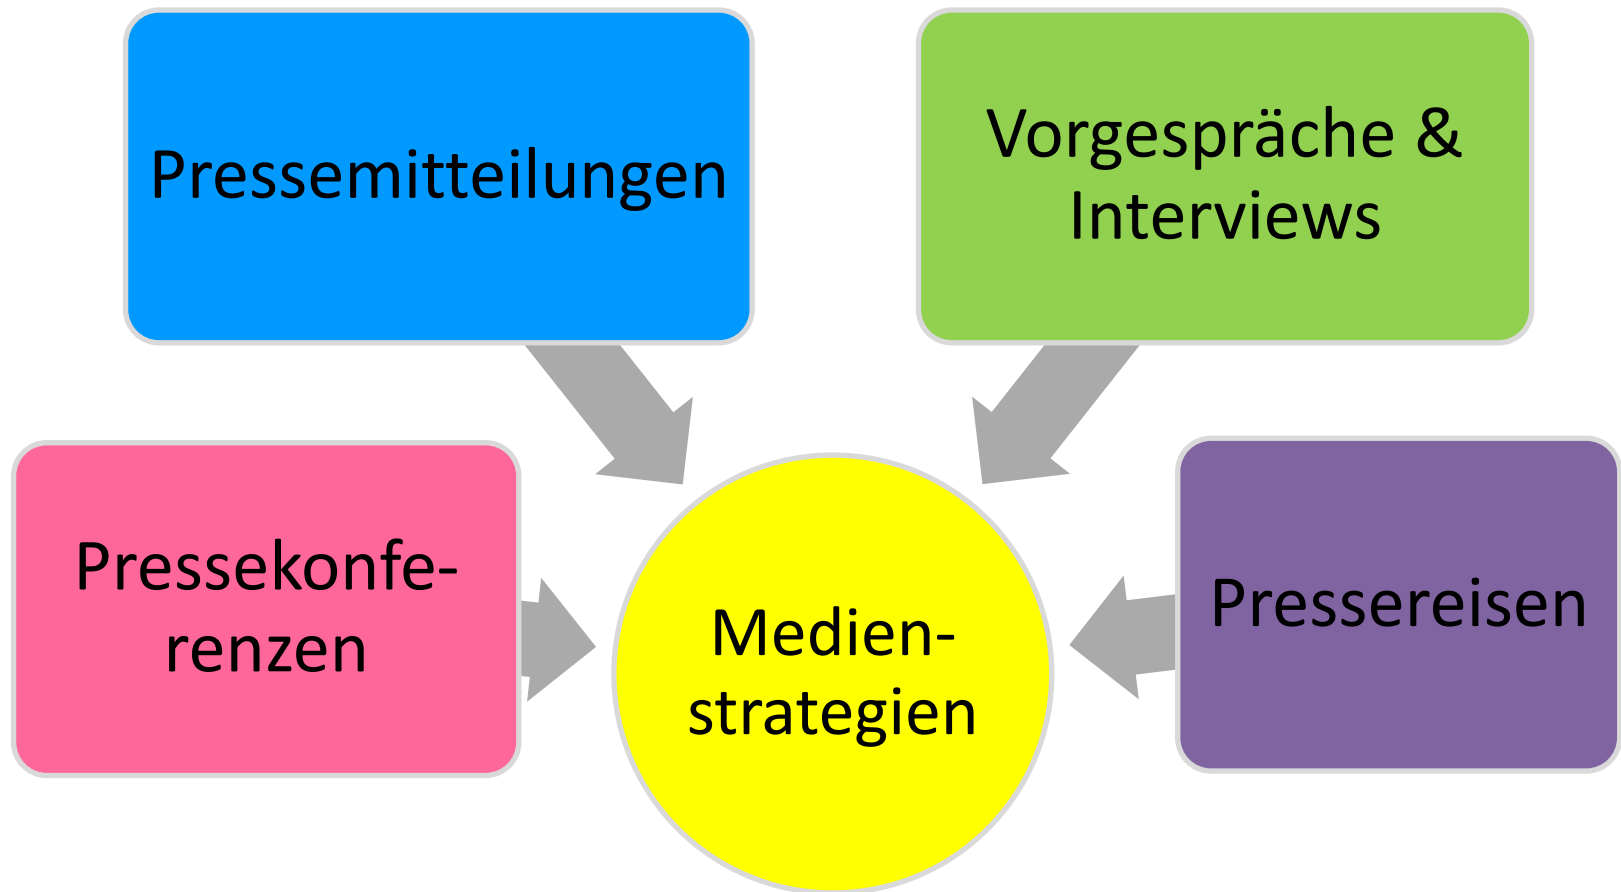 Pressemitteilungen
Vorgespräche &
Interviews
Pressekonfe-
renzen
Medien-
strategien
Pressereisen